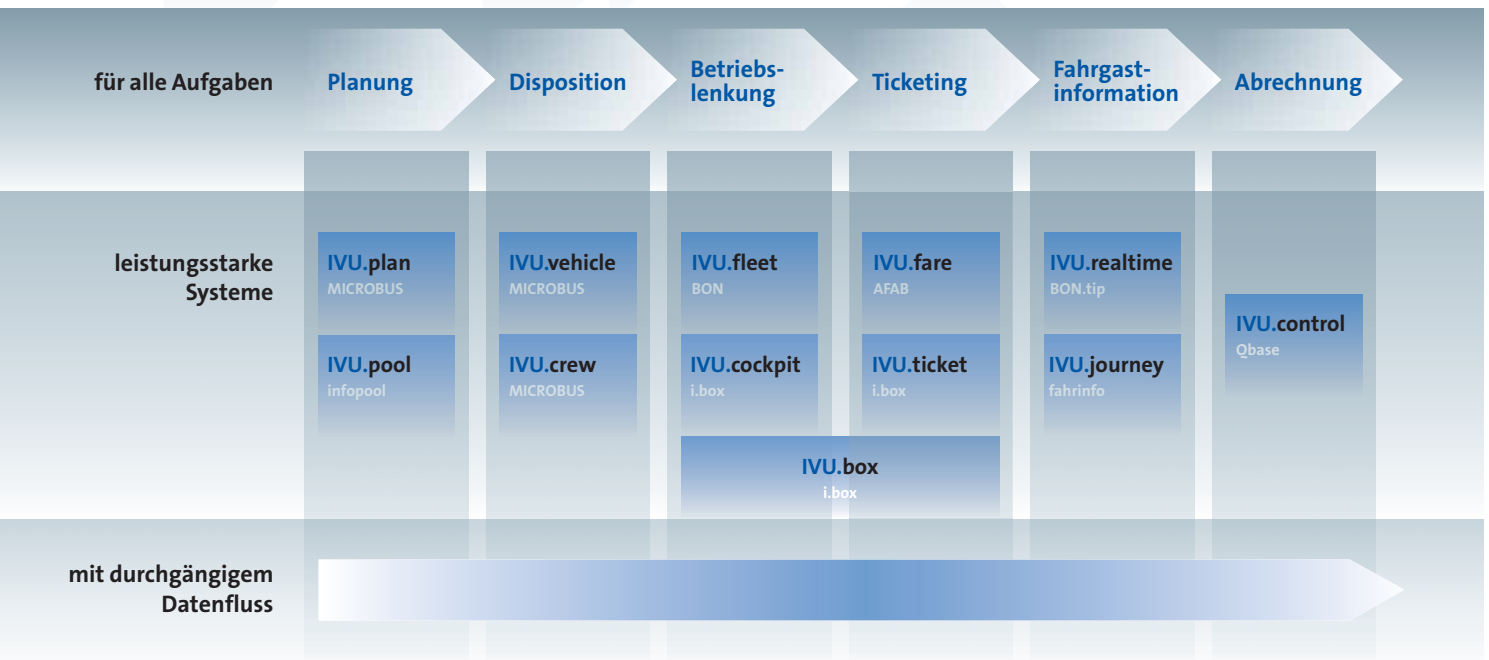 für alle Aufgaben
Planung
Disposition
Betriebs-
lenkung
Ticketing
Fahrgast-
information
Abrechnung
leistungsstarke
Systeme
IVU.plan
MICROBUS
IVU.vehicle
MICROBUS
IVU.fleet
BON
IVU.fare
AFAB
IVU.realtime
BON.tip
IVU.control
Qbase
IVU.pool
infopool
IVU.crew
MICROBUS
IVU.cockpit
i.box
IVU.ticket
i.box
IVU.journey
fahrinfo
IVU.box
i.box
mit durchgängigem
Datenfluss